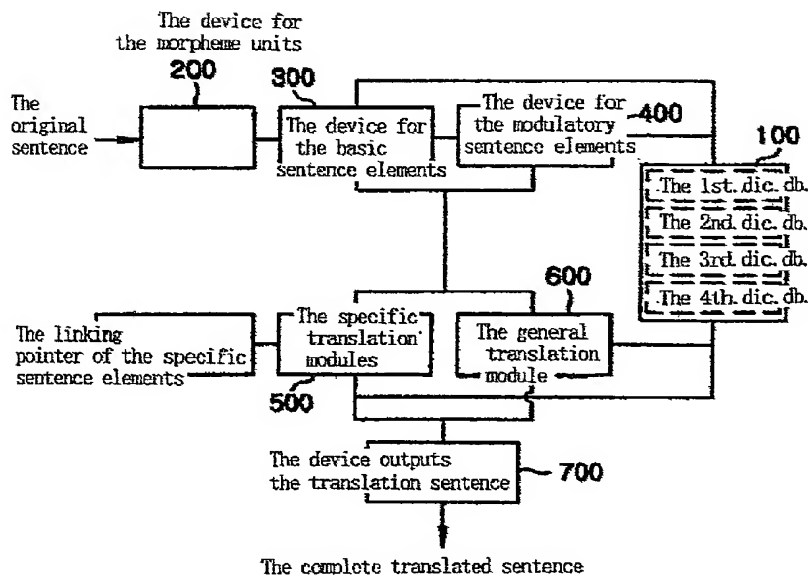 The device for
the morpheme units
200
The
original
sentence
300
The device for
the basic
sentence elements
The device for
the modulatory
sentence elements
400
100
The 1st. dic. db.
The 2nd. dic. db.
The 3rd. dic. db.
The 4th. dic. db.
The linking
pointer of the specific
sentence elements
The specific
translation
modules
500
600
The general
translation
module
The device outputs
the translation sentence
700
The complete translated sentence